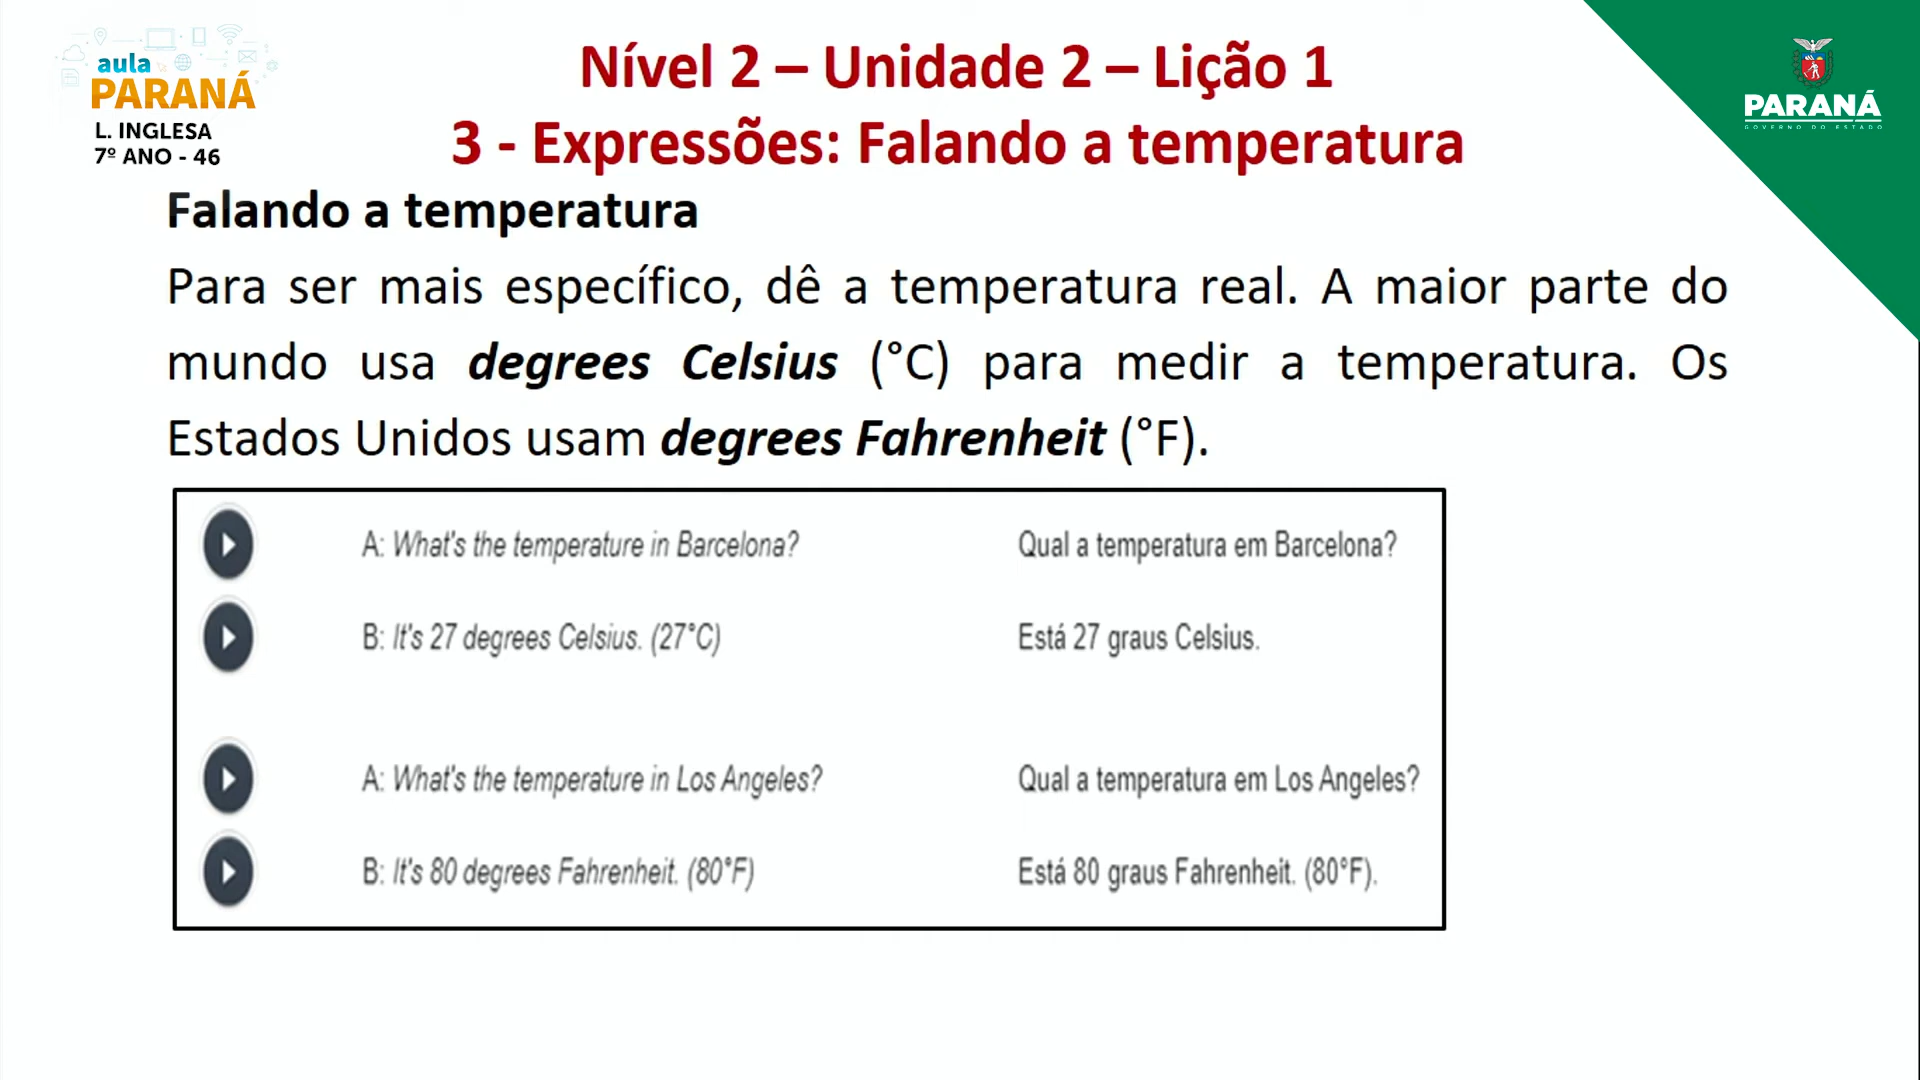 aula
PARANÁ
L. INGLESA
7º ANO - 46
Nível 2 – Unidade 2 – Lição 1
3 - Expressões: Falando a temperatura
PARANÁ
GOVERNO DO ESTADO
Falando a temperatura
Para ser mais específico, dê a temperatura real. A maior parte do
mundo usa degrees Celsius (°C) para medir a temperatura. Os
Estados Unidos usam degrees Fahrenheit (°F).
A: What's the temperature in Barcelona? Qual a temperatura em Barcelona?
B: It's 27 degrees Celsius. (27°C) Está 27 graus Celsius.
A: What's the temperature in Los Angeles? Qual a temperatura em Los Angeles?
B: It's 80 degrees Fahrenheit. (80°F) Está 80 graus Fahrenheit. (80°F).